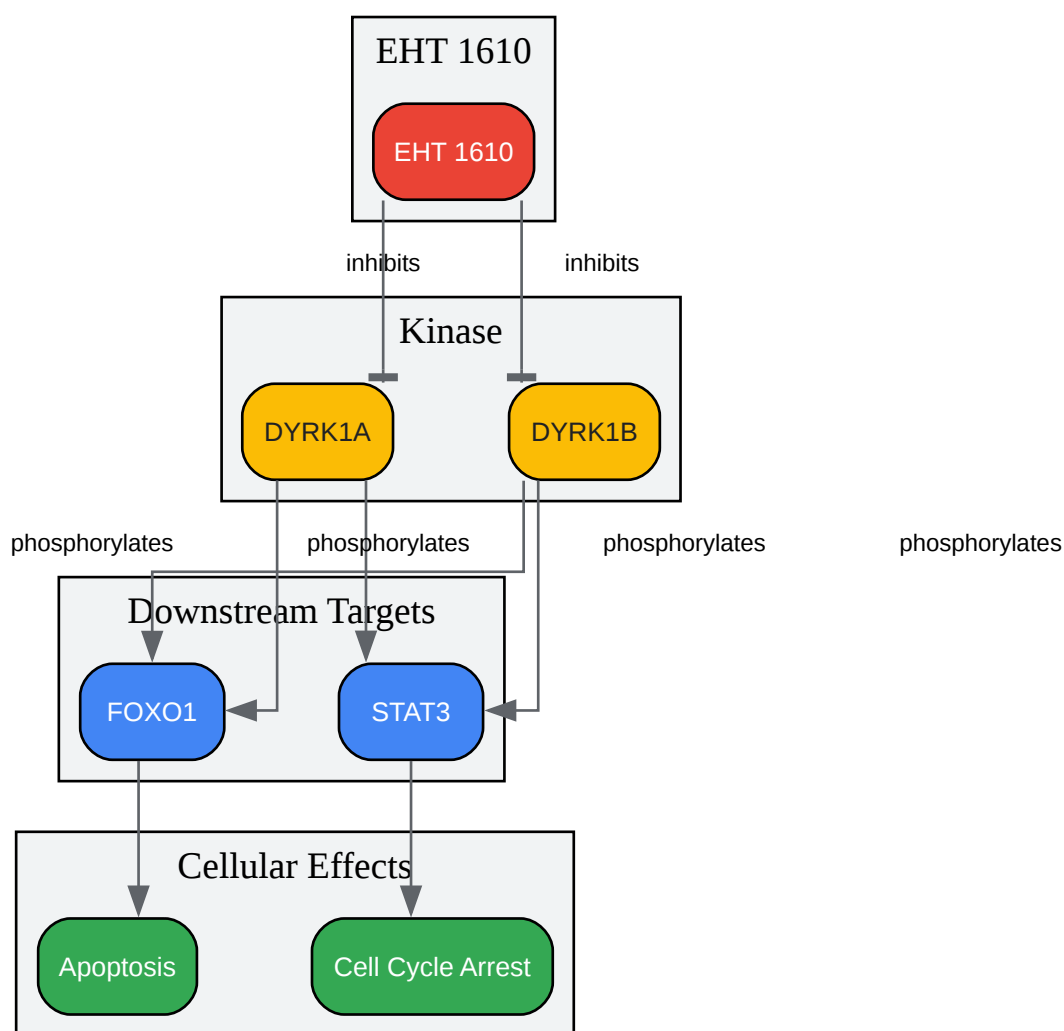 EHT 1610
EHT 1610
inhibits inhibits
Kinase
DYRK1A DYRK1B
phosphorylates phosphorylates phosphorylates phosphorylates
Downstream Targets
FOXO1 STAT3
Cellular Effects
Apoptosis Cell Cycle Arrest